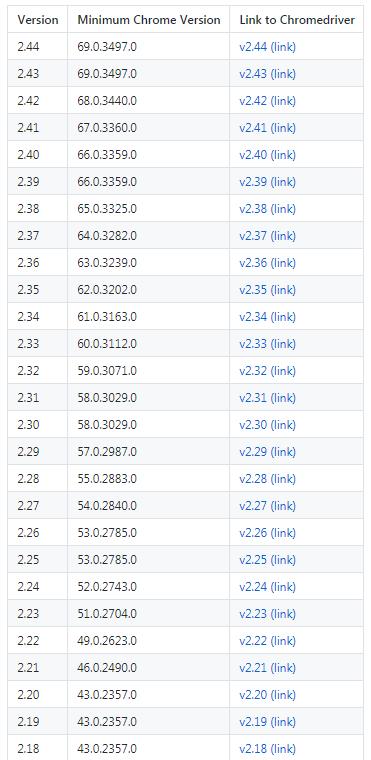 Version Minimum Chrome Version Link to Chromedriver
2.44 69.0.3497.0 v2.44 (link)
2.43 69.0.3497.0 v2.43 (link)
2.42 68.0.3440.0 v2.42 (link)
2.41 67.0.3360.0 v2.41 (link)
2.40 66.0.3359.0 v2.40 (link)
2.39 66.0.3359.0 v2.39 (link)
2.38 65.0.3325.0 v2.38 (link)
2.37 64.0.3282.0 v2.37 (link)
2.36 63.0.3239.0 v2.36 (link)
2.35 62.0.3202.0 v2.35 (link)
2.34 61.0.3163.0 v2.34 (link)
2.33 60.0.3112.0 v2.33 (link)
2.32 59.0.3071.0 v2.32 (link)
2.31 58.0.3029.0 v2.31 (link)
2.30 58.0.3029.0 v2.30 (link)
2.29 57.0.2987.0 v2.29 (link)
2.28 55.0.2883.0 v2.28 (link)
2.27 54.0.2840.0 v2.27 (link)
2.26 53.0.2785.0 v2.26 (link)
2.25 53.0.2785.0 v2.25 (link)
2.24 52.0.2743.0 v2.24 (link)
2.23 51.0.2704.0 v2.23 (link)
2.22 49.0.2623.0 v2.22 (link)
2.21 46.0.2490.0 v2.21 (link)
2.20 43.0.2357.0 v2.20 (link)
2.19 43.0.2357.0 v2.19 (link)
2.18 43.0.2357.0 v2.18 (link)